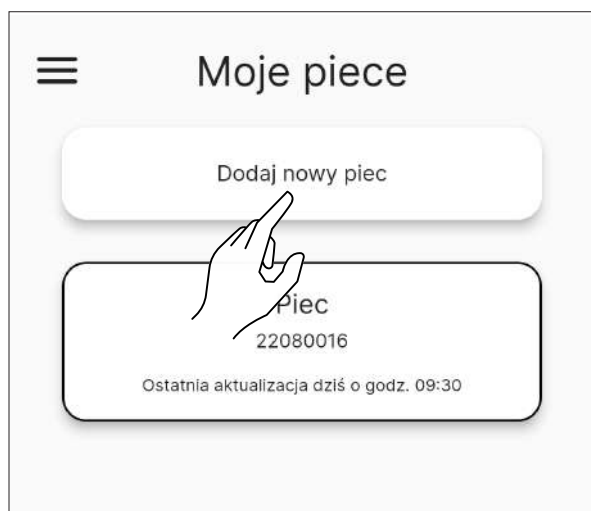 Moje piece
Dodaj nowy piec
Piec
22080016
Ostatnia aktualizacja dziś o godz. 09:30